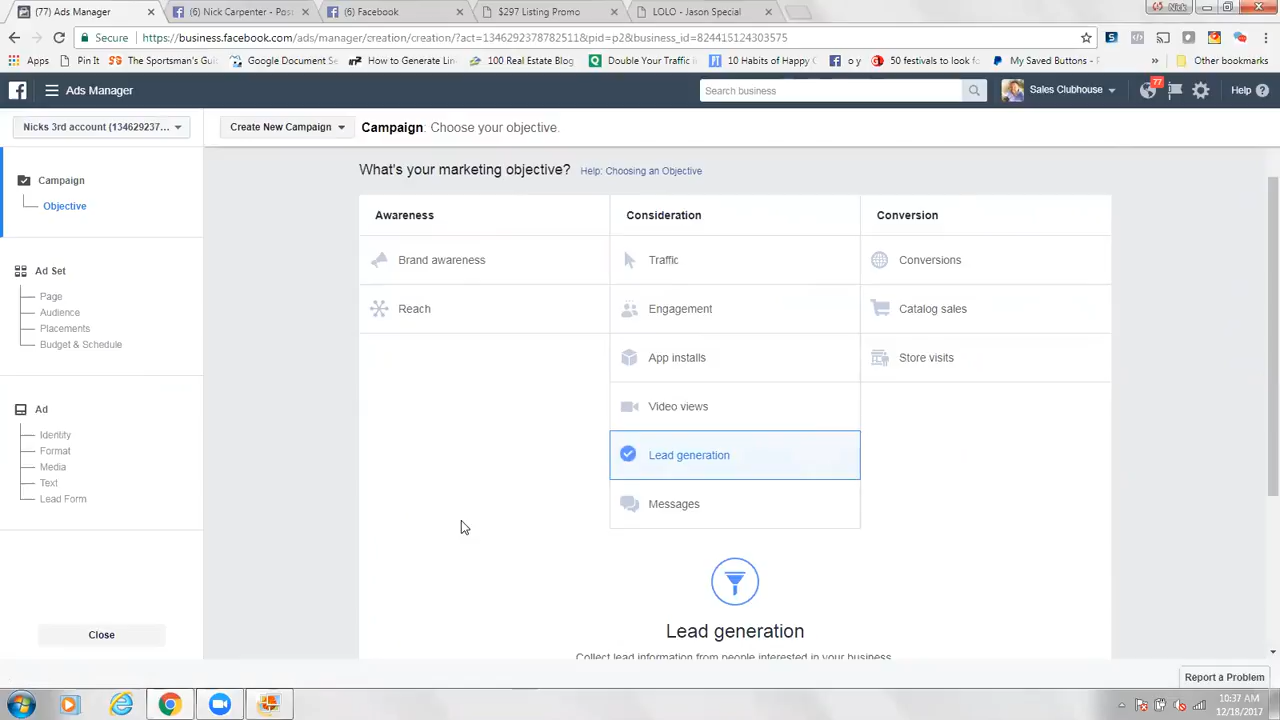 (77) Ads Manager
(6) Nick Carpenter - Post
(6) Facebook
$297 Listing Promo
LOLO - Jason Special
Nick
Secure
https://business.facebook.com/ads/manager/creation/creation/?act=134629237878251​1&pid=p2&business_id=824415124303575
Apps
Pin It
The Sportsman's Gui
Google Document Se
How to Generate Lin
100 Real Estate Blog
Double Your Traffic i
10 Habits of Happy C
o y
50 festivals to look fo
My Saved Buttons - P
Other bookmarks
Ads Manager
Search business
Sales Clubhouse
77
Help
Nicks 3rd account (134629237...
Create New Campaign
Campaign: Choose your objective.
Campaign
Objective
Ad Set
Page
Audience
Placements
Budget & Schedule
Ad
Identity
Format
Media
Text
Lead Form
Close
What's your marketing objective?
Help: Choosing an Objective
Awareness
Consideration
Conversion
Brand awareness
Traffic
Conversions
Reach
Engagement
Catalog sales
App installs
Store visits
Video views
Lead generation
Messages
Lead generation
Collect lead information from people interested in your business.
Report a Problem
10:37 AM
12/18/2017